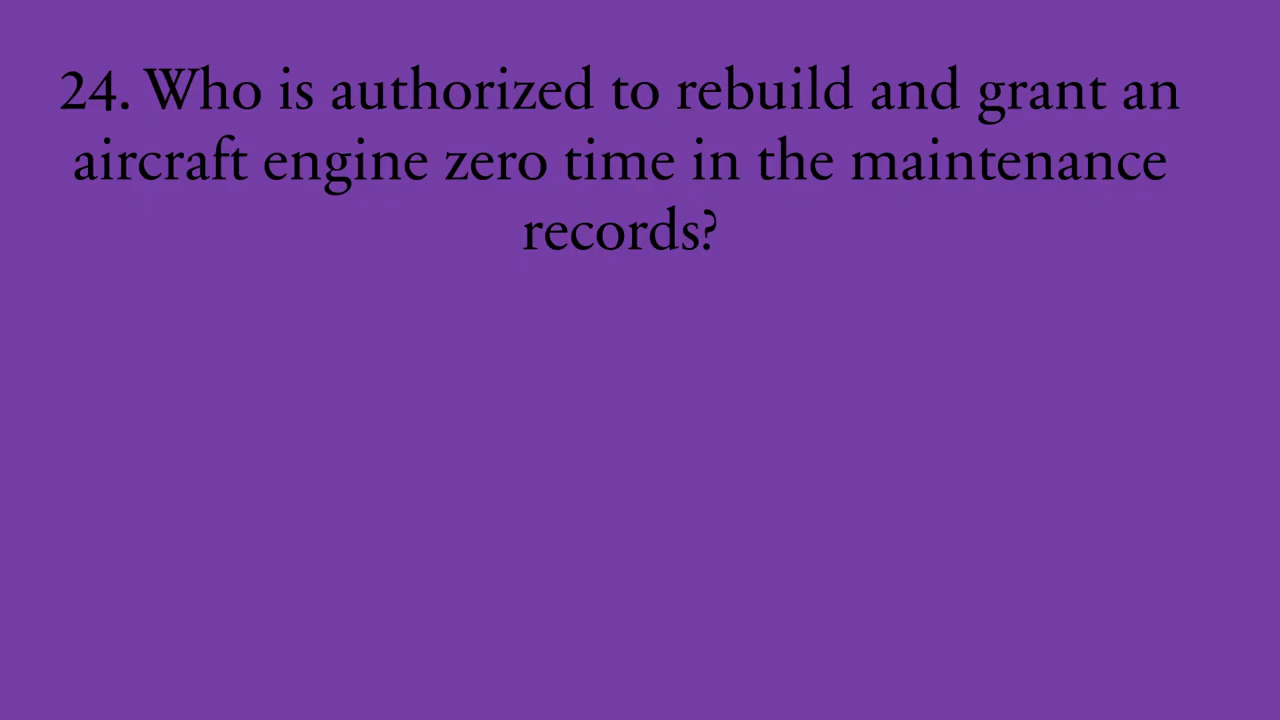 24. Who is authorized to rebuild and grant an
aircraft engine zero time in the maintenance
records?